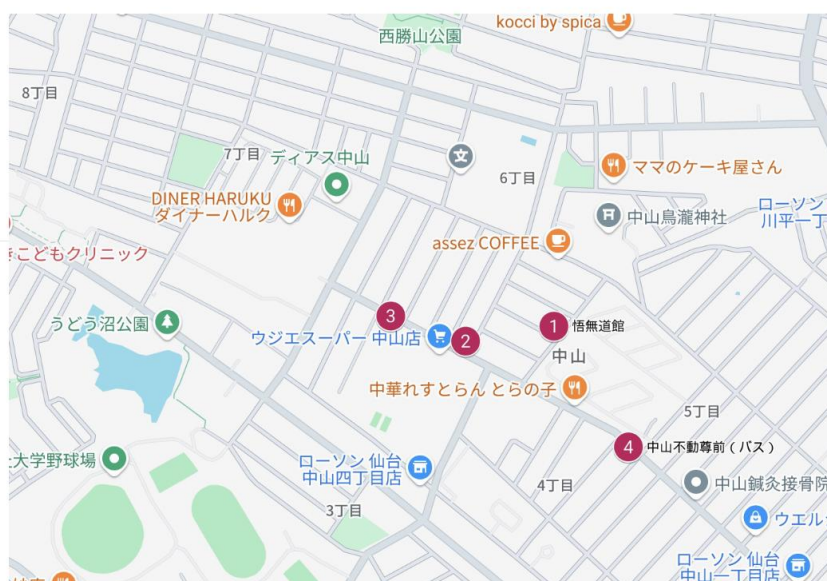 kocci by spica
西勝山公園
8丁目
7丁目
ディアス中山
文
6丁目
ママのケーキ屋さん
DINER HARUKU
ダイナーハルク
ローソン
川平一丁
中山鳥瀧神社
assez COFFEE
きこどもクリニック
うどう沼公園
3
1
悟無道館
ウジエスーパー 中山店
2
中山
中華れすとらん とらの子
5丁目
4
中山不動尊前(バス)
大学野球場
ローソン 仙台
中山四丁目店
4丁目
中山鍼灸接骨院
3丁目
ウエル
ローソン 仙台
中山一丁目店